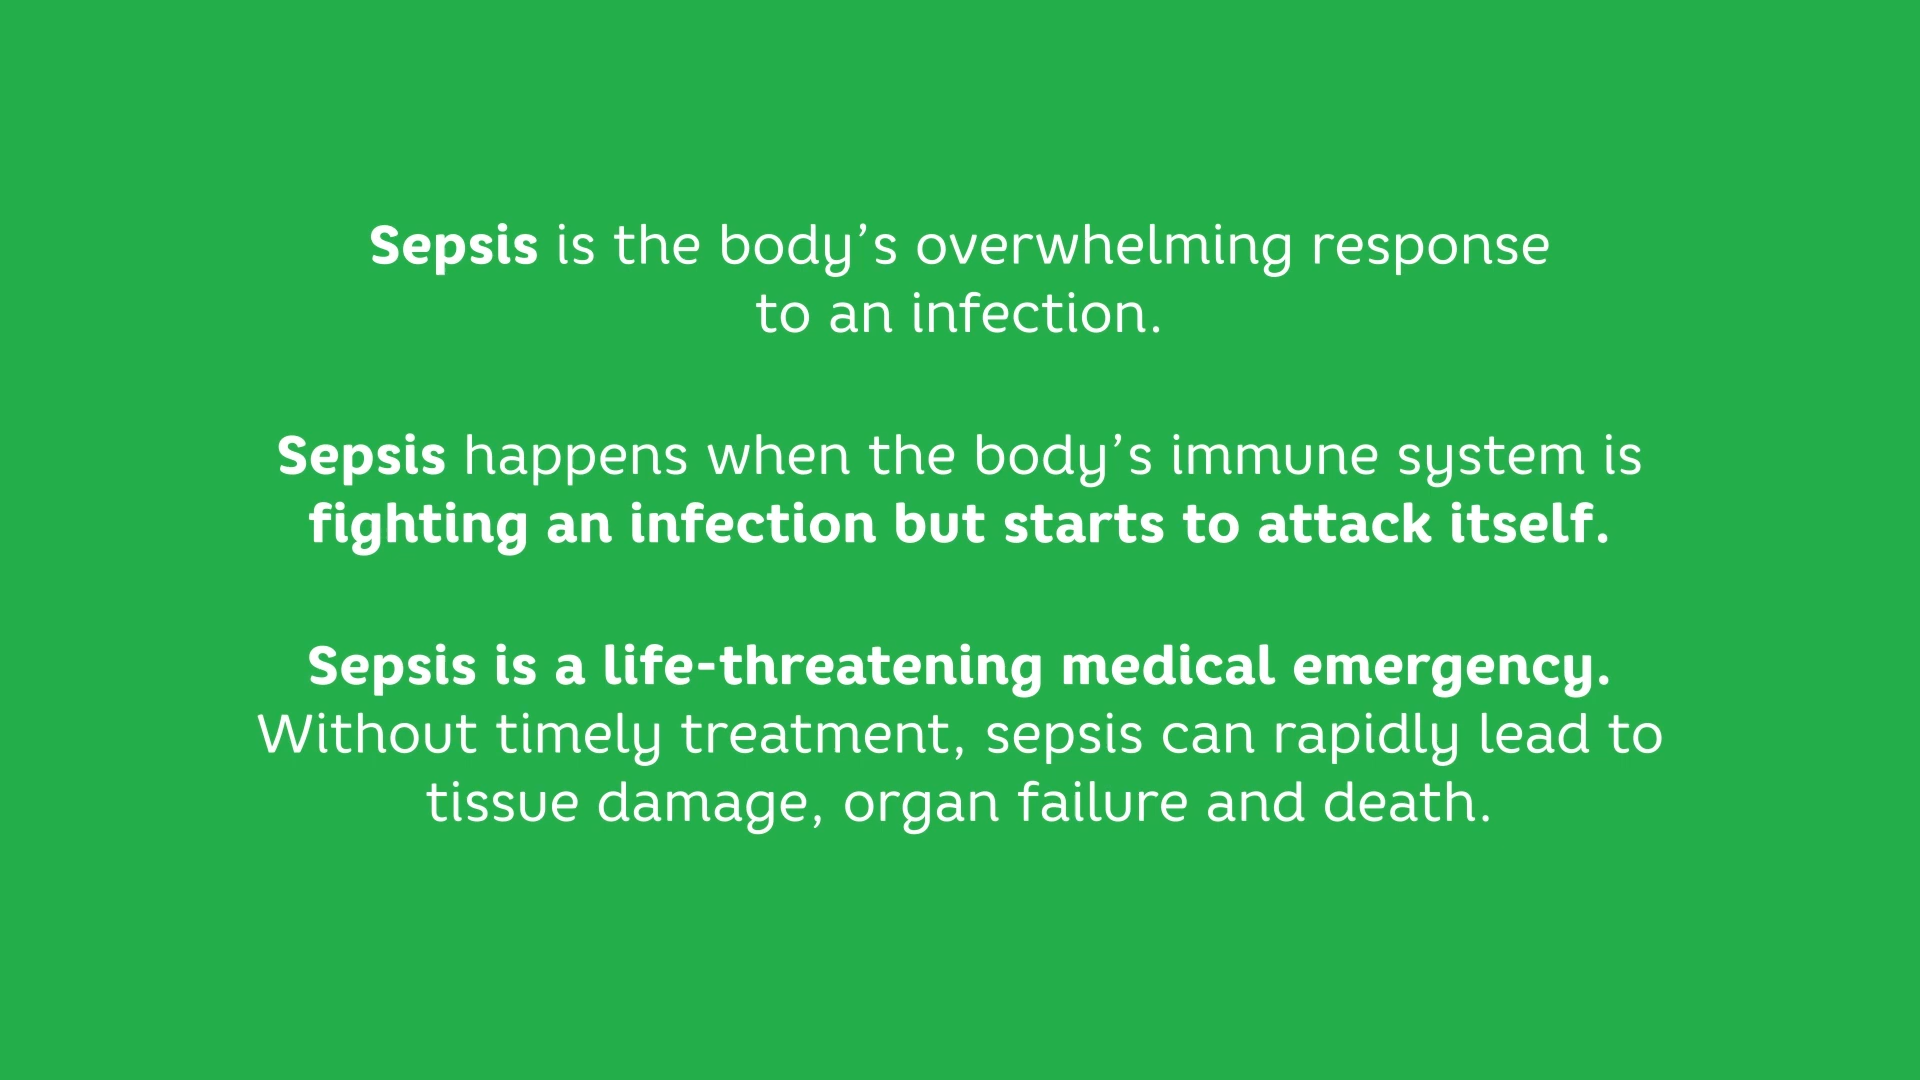 Sepsis is the body’s overwhelming response
to an infection.
Sepsis happens when the body’s immune system is
fighting an infection but starts to attack itself.
Sepsis is a life-threatening medical emergency.
Without timely treatment, sepsis can rapidly lead to
tissue damage, organ failure and death.